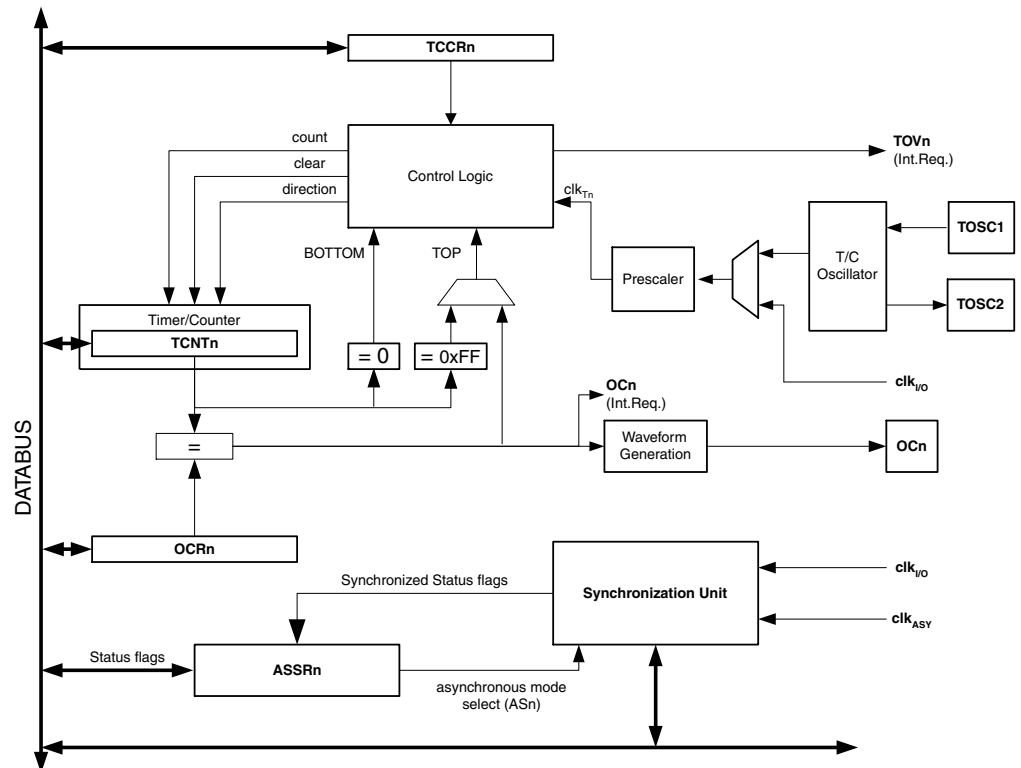 TCCRn
count
clear
direction
Control Logic
TOVn
(Int.Req.)
clkTn
BOTTOM
TOP
Prescaler
T/C
Oscillator
TOSC1
TOSC2
Timer/Counter
TCNTn
= 0
= 0xFF
clkI/O
OCn
(Int.Req.)
=
Waveform
Generation
OCn
DATABUS
OCRn
Synchronized Status flags
Synchronization Unit
clkI/O
clkASY
Status flags
ASSRn
asynchronous mode
select (ASn)